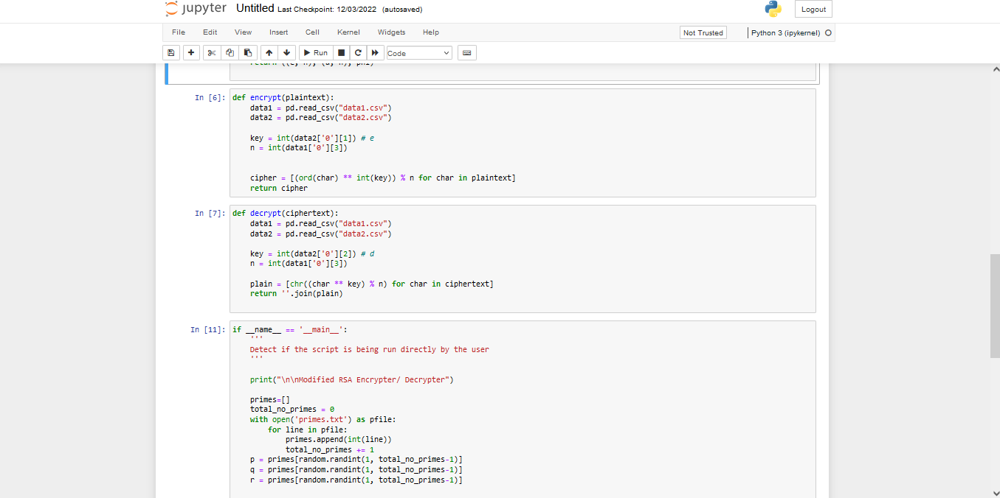 jupyter Untitled Last Checkpoint: 12/03/2022 (autosaved)
Logout
File Edit View Insert Cell Kernel Widgets Help
Not Trusted Python 3 (ipykernel)
Run Code
In [6]: def encrypt(plaintext):
data1 = pd.read_csv("data1.csv")
data2 = pd.read_csv("data2.csv")
key = int(data2['0'][1]) # e
n = int(data1['0'][3])
cipher = [(ord(char) ** int(key)) % n for char in plaintext]
return cipher
In [7]: def decrypt(ciphertext):
data1 = pd.read_csv("data1.csv")
data2 = pd.read_csv("data2.csv")
key = int(data2['0'][2]) # d
n = int(data1['0'][3])
plain = [chr((char ** key) % n) for char in ciphertext]
return ''.join(plain)
In [11]: if __name__ == '__main__':
'''
Detect if the script is being run directly by the user
'''
print("\n\nModified RSA Encrypter/ Decrypter")
primes=[]
total_no_primes = 0
with open('primes.txt') as pfile:
for line in pfile:
primes.append(int(line))
total_no_primes += 1
p = primes[random.randint(1, total_no_primes-1)]
q = primes[random.randint(1, total_no_primes-1)]
r = primes[random.randint(1, total_no_primes-1)]